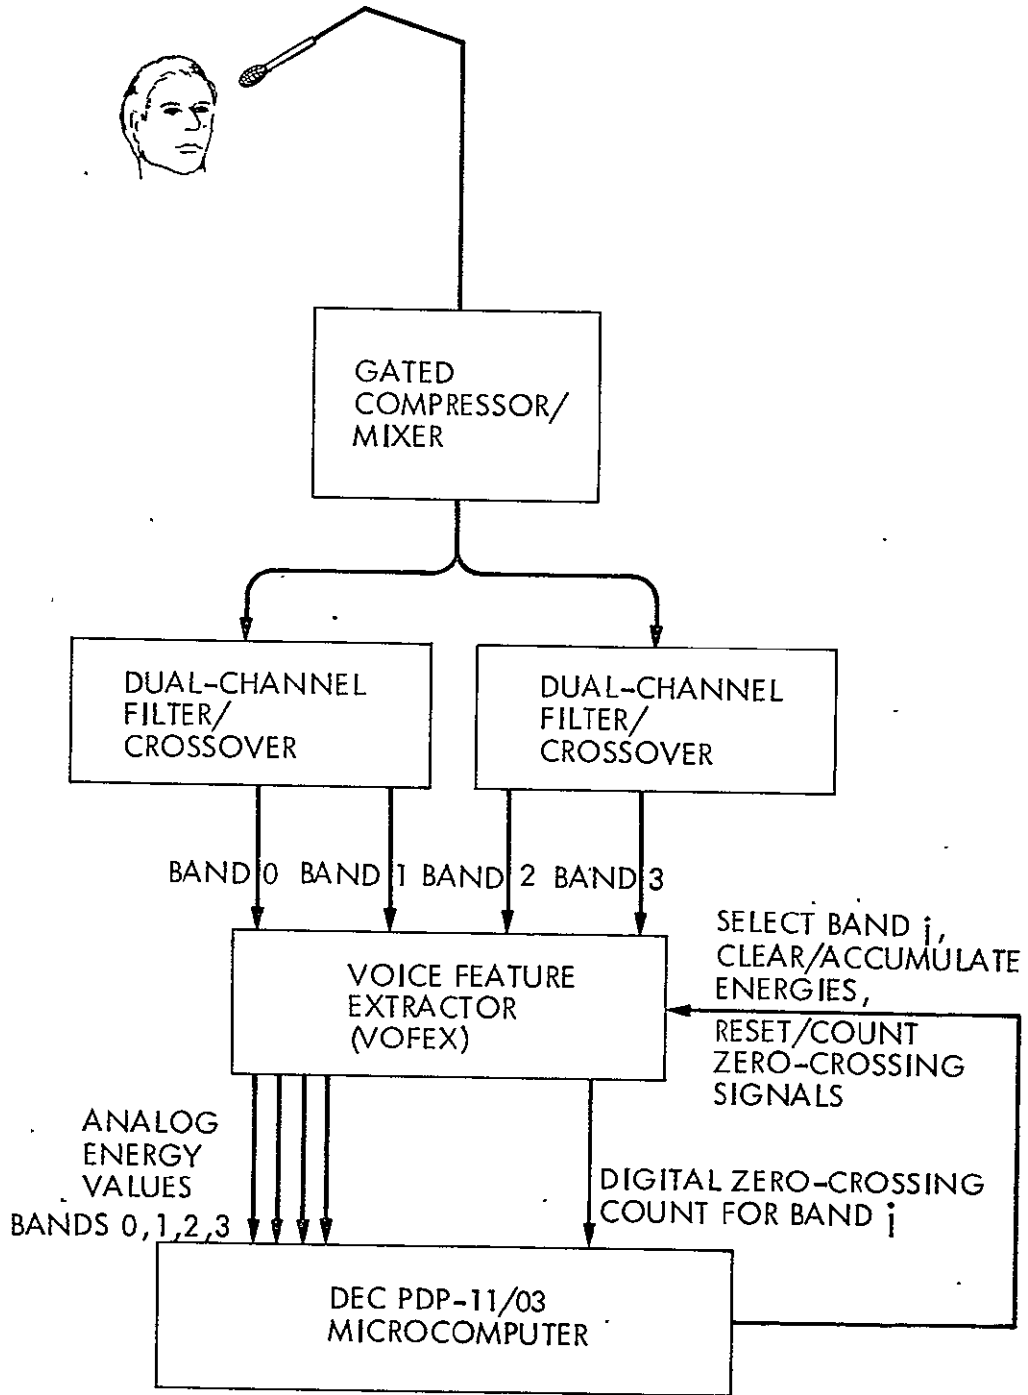 GATED
COMPRESSOR/
MIXER
DUAL-CHANNEL
FILTER/
CROSSOVER
DUAL-CHANNEL
FILTER/
CROSSOVER
BAND 0 BAND 1 BAND 2 BAND 3
VOICE FEATURE
EXTRACTOR
(VOFEX)
SELECT BAND j,
CLEAR/ACCUMULATE
ENERGIES,
RESET/COUNT
ZERO-CROSSING
SIGNALS
ANALOG
ENERGY
VALUES
BANDS 0,1,2,3
DIGITAL ZERO-CROSSING
COUNT FOR BAND j
DEC PDP-11/03
MICROCOMPUTER